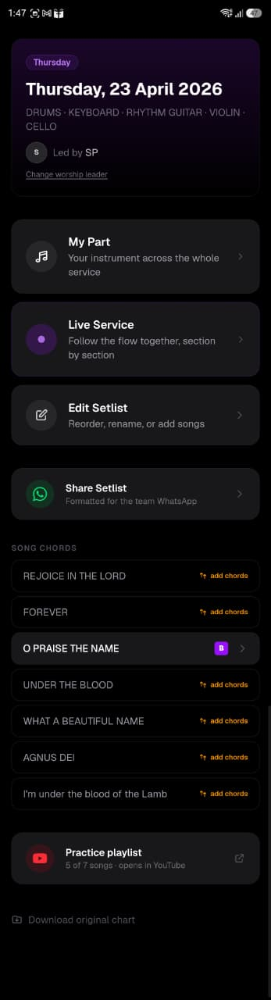 1:47
47
Thursday
Thursday, 23 April 2026
DRUMS · KEYBOARD · RHYTHM GUITAR · VIOLIN ·
CELLO
S
Led by SP
Change worship leader
My Part
Your instrument across the whole
service
Live Service
Follow the flow together, section
by section
Edit Setlist
Reorder, rename, or add songs
Share Setlist
Formatted for the team WhatsApp
SONG CHORDS
REJOICE IN THE LORD add chords
FOREVER add chords
O PRAISE THE NAME B
UNDER THE BLOOD add chords
WHAT A BEAUTIFUL NAME add chords
AGNUS DEI add chords
I'm under the blood of the Lamb add chords
Practice playlist
5 of 7 songs · opens in YouTube
Download original chart